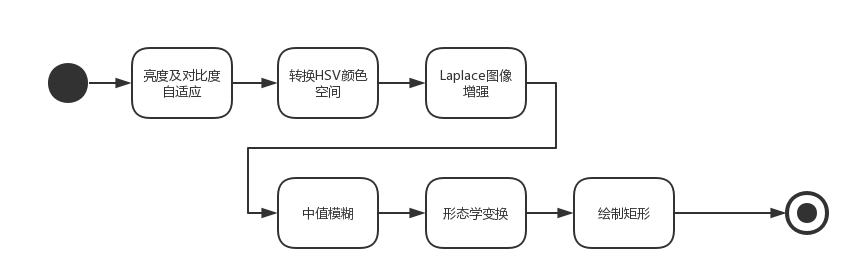 亮度及对比度
自适应
转换HSV颜色
空间
Laplace图像
增强
中值模糊
形态学变换
绘制矩形